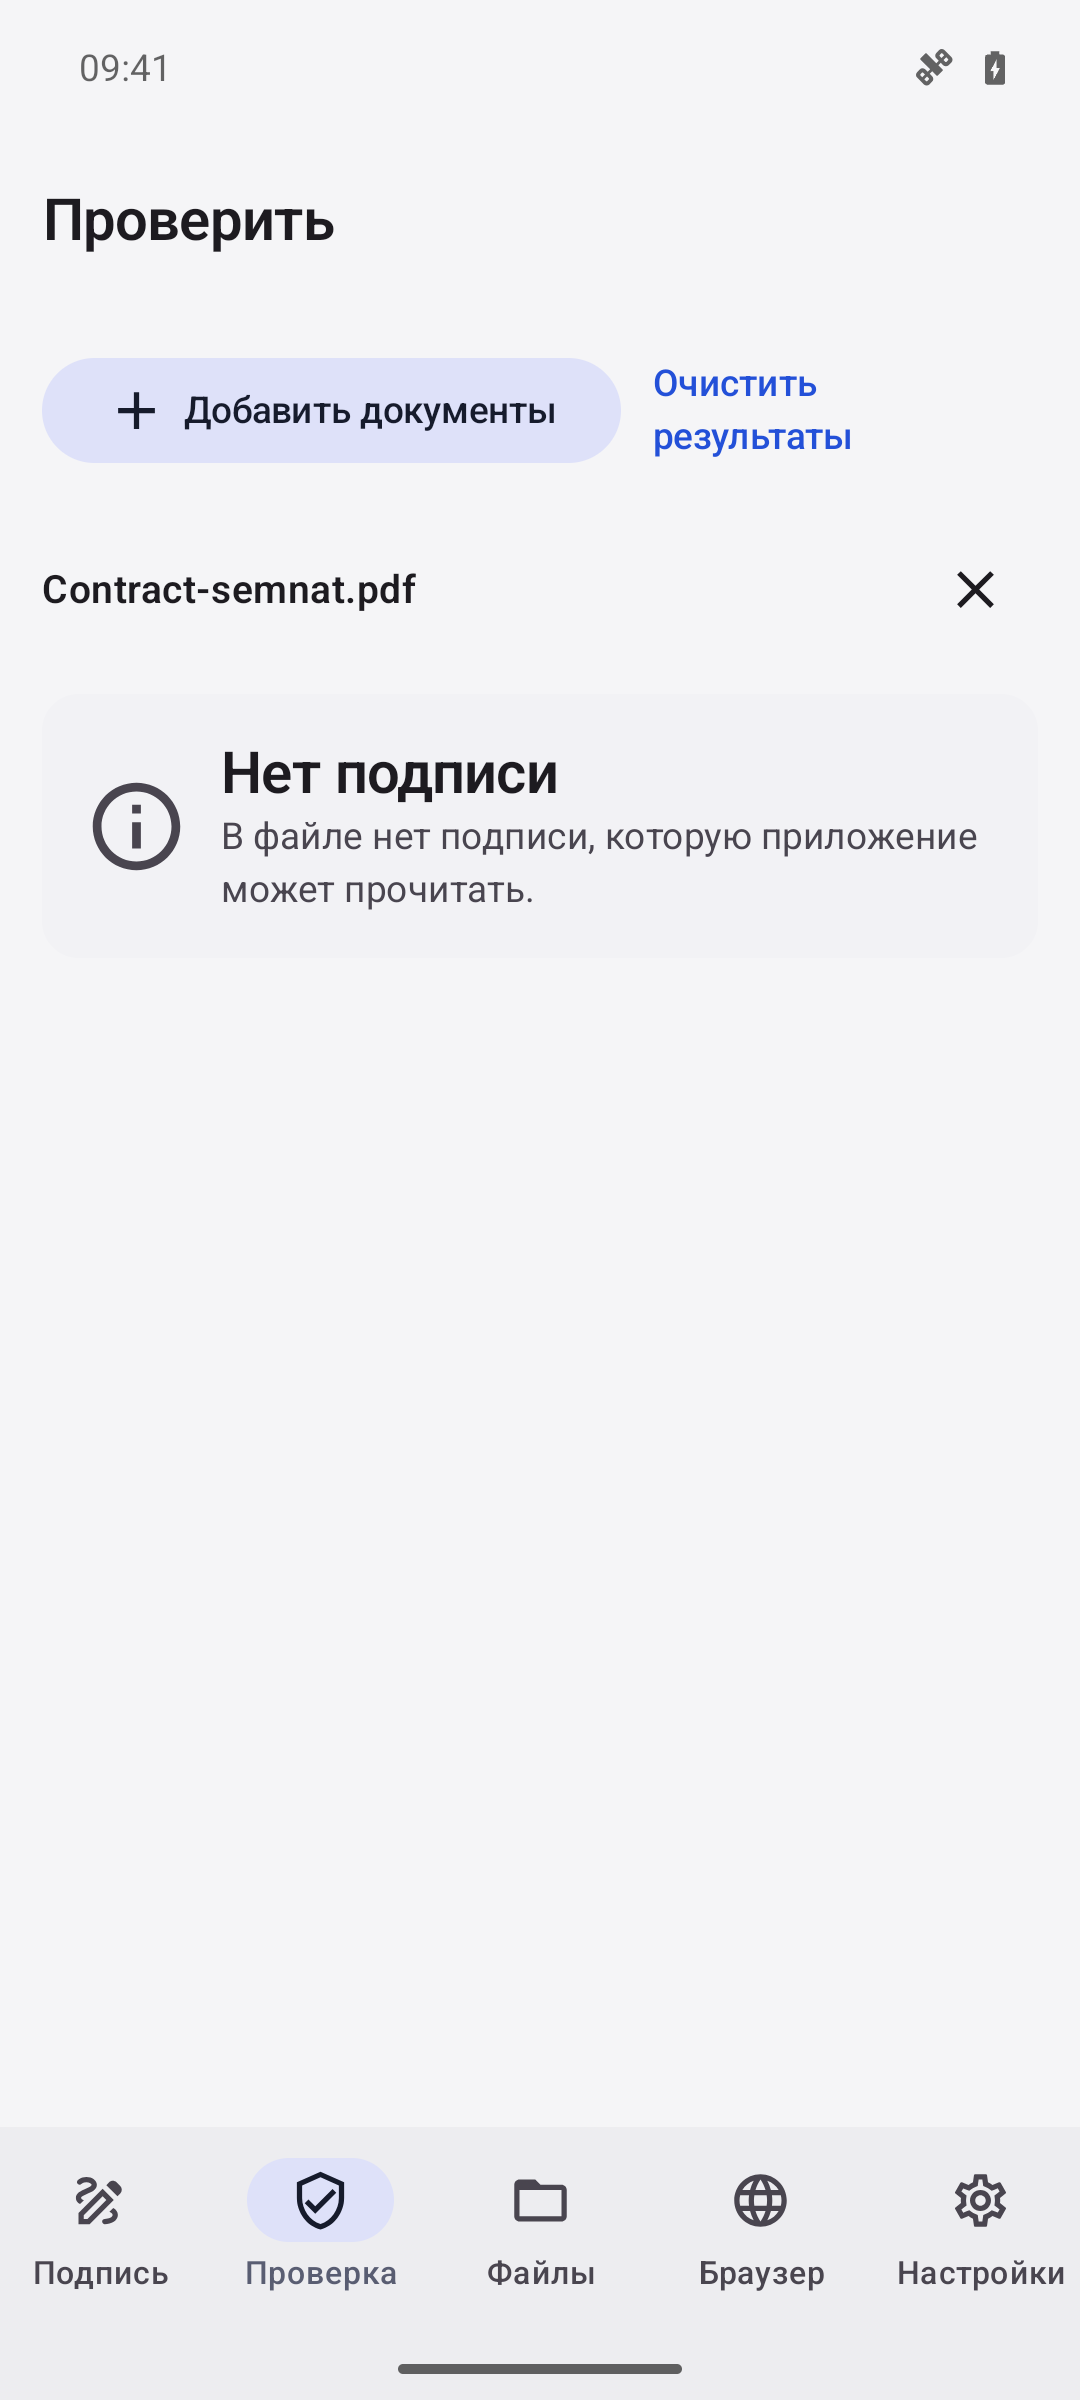 09:41
Проверить
Добавить документы
Очистить
результаты
Contract-semnat.pdf
Нет подписи
В файле нет подписи, которую приложение
может прочитать.
Подпись
Проверка
Файлы
Браузер
Настройки